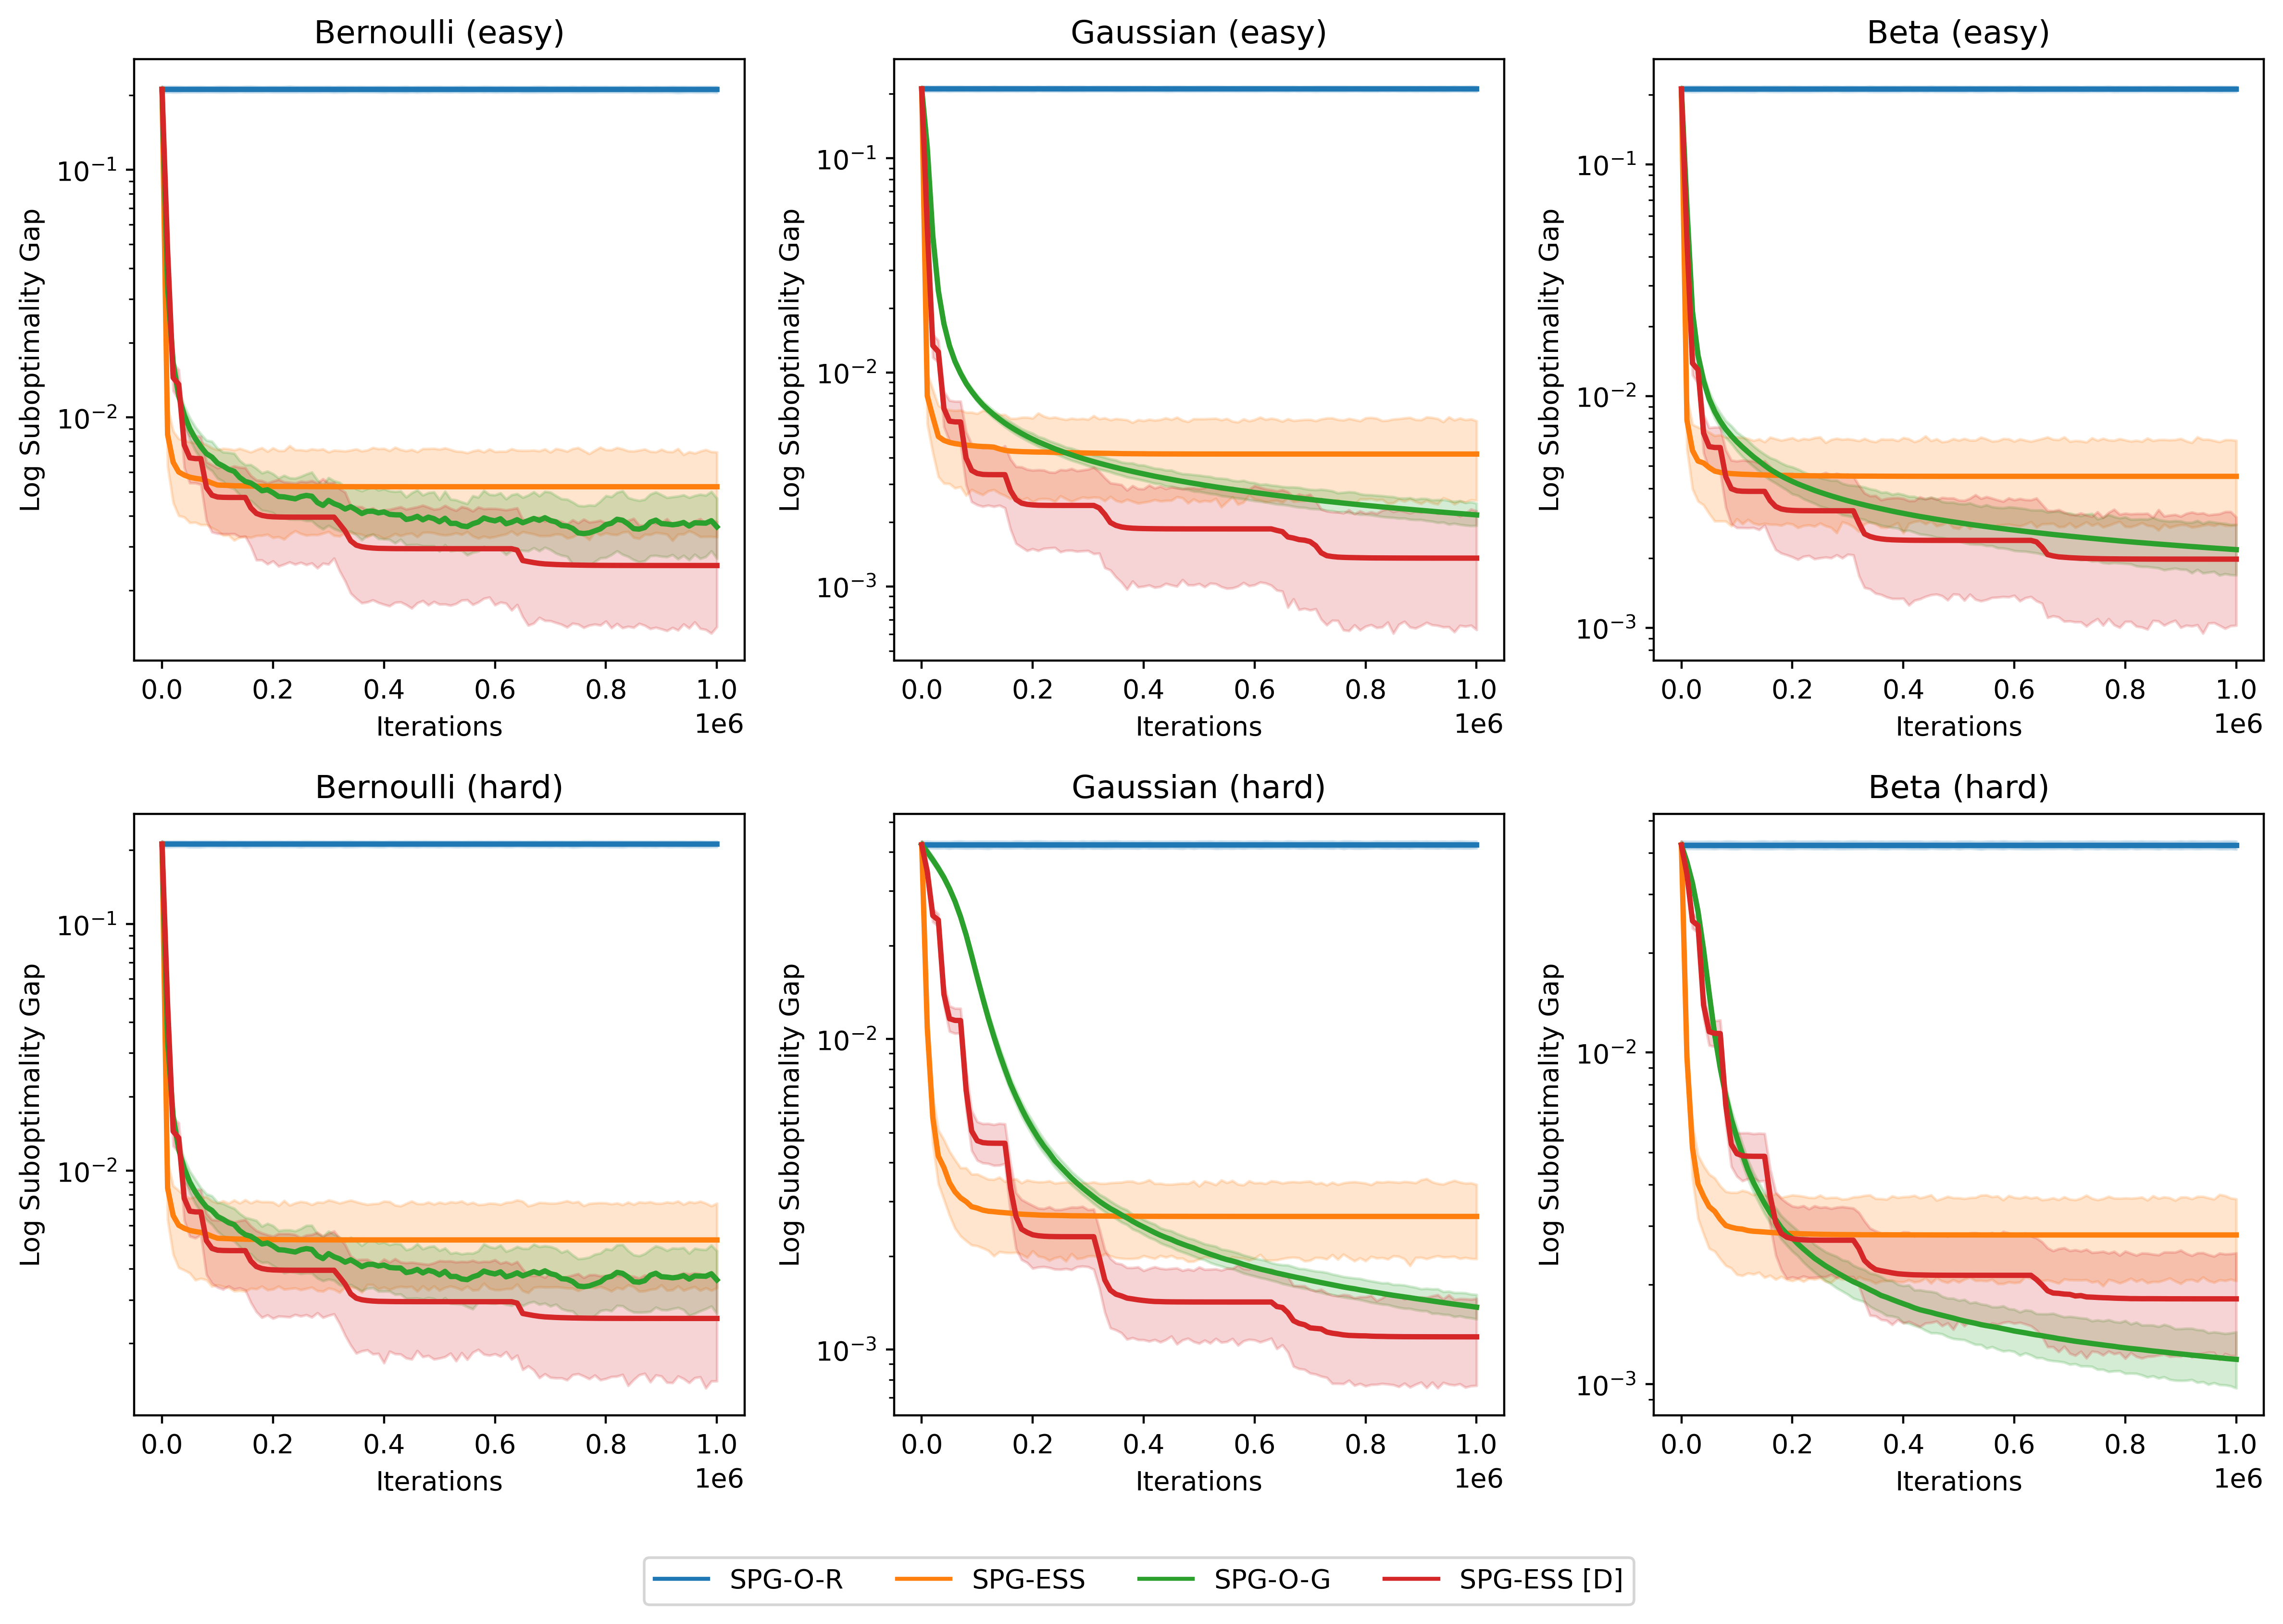 Bernoulli (easy)
Log Suboptimality Gap
10⁻¹
10⁻²
0.0 0.2 0.4 0.6 0.8 1.0
Iterations
1e6
Gaussian (easy)
Log Suboptimality Gap
10⁻¹
10⁻²
10⁻³
0.0 0.2 0.4 0.6 0.8 1.0
Iterations
1e6
Beta (easy)
Log Suboptimality Gap
10⁻¹
10⁻²
10⁻³
0.0 0.2 0.4 0.6 0.8 1.0
Iterations
1e6
Bernoulli (hard)
Log Suboptimality Gap
10⁻¹
10⁻²
0.0 0.2 0.4 0.6 0.8 1.0
Iterations
1e6
Gaussian (hard)
Log Suboptimality Gap
10⁻²
10⁻³
0.0 0.2 0.4 0.6 0.8 1.0
Iterations
1e6
Beta (hard)
Log Suboptimality Gap
10⁻²
10⁻³
0.0 0.2 0.4 0.6 0.8 1.0
Iterations
1e6
SPG-O-R SPG-ESS SPG-O-G SPG-ESS [D]